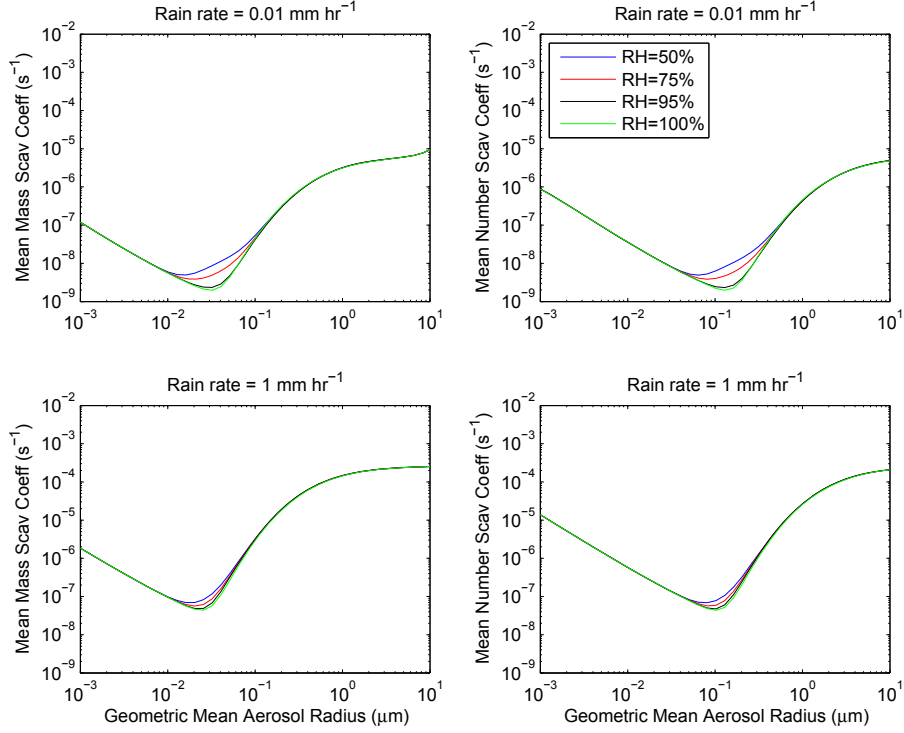 Rain rate = 0.01 mm hr⁻¹
Mean Mass Scav Coeff (s⁻¹)
10⁻²
10⁻³
10⁻⁴
10⁻⁵
10⁻⁶
10⁻⁷
10⁻⁸
10⁻⁹
10⁻³ 10⁻² 10⁻¹ 10⁰ 10¹
Rain rate = 0.01 mm hr⁻¹
Mean Number Scav Coeff (s⁻¹)
10⁻²
10⁻³
10⁻⁴
10⁻⁵
10⁻⁶
10⁻⁷
10⁻⁸
10⁻⁹
RH=50%
RH=75%
RH=95%
RH=100%
10⁻³ 10⁻² 10⁻¹ 10⁰ 10¹
Rain rate = 1 mm hr⁻¹
Mean Mass Scav Coeff (s⁻¹)
10⁻²
10⁻³
10⁻⁴
10⁻⁵
10⁻⁶
10⁻⁷
10⁻⁸
10⁻⁹
10⁻³ 10⁻² 10⁻¹ 10⁰ 10¹
Geometric Mean Aerosol Radius (μm)
Rain rate = 1 mm hr⁻¹
Mean Number Scav Coeff (s⁻¹)
10⁻²
10⁻³
10⁻⁴
10⁻⁵
10⁻⁶
10⁻⁷
10⁻⁸
10⁻⁹
10⁻³ 10⁻² 10⁻¹ 10⁰ 10¹
Geometric Mean Aerosol Radius (μm)